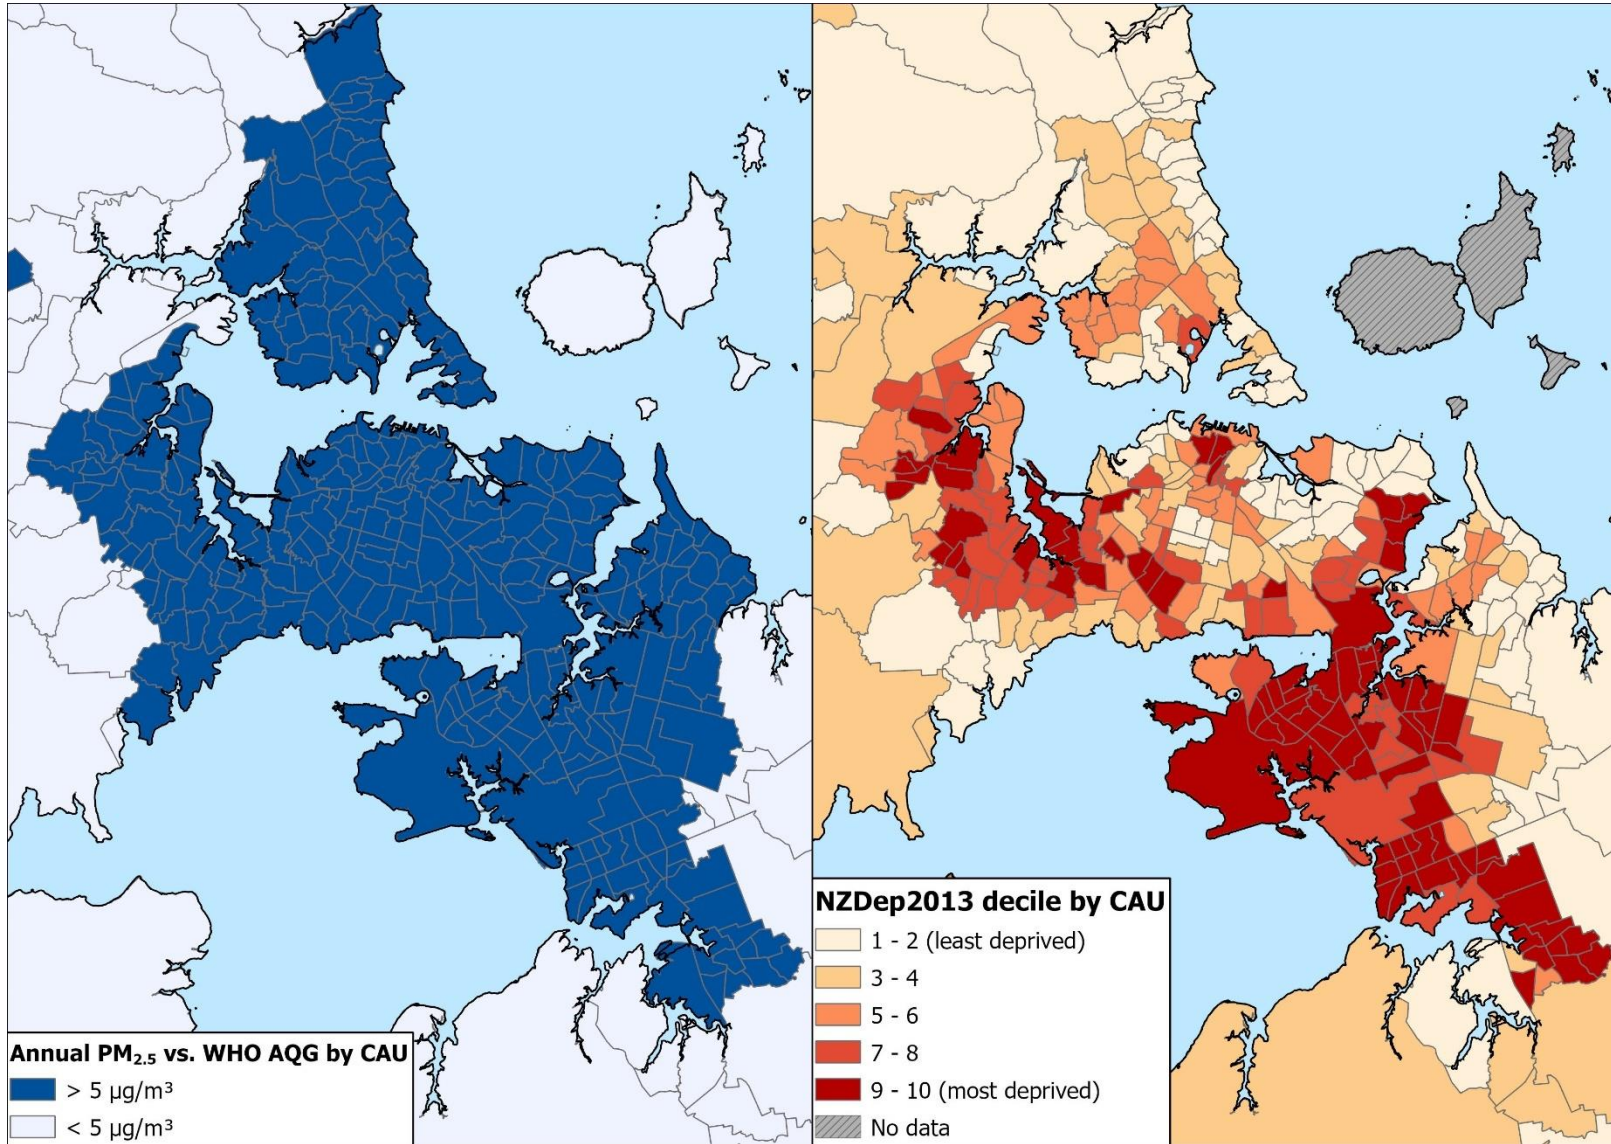 Annual PM₂.₅ vs. WHO AQG by CAU
> 5 µg/m³
< 5 µg/m³
NZDep2013 decile by CAU
1 - 2 (least deprived)
3 - 4
5 - 6
7 - 8
9 - 10 (most deprived)
No data